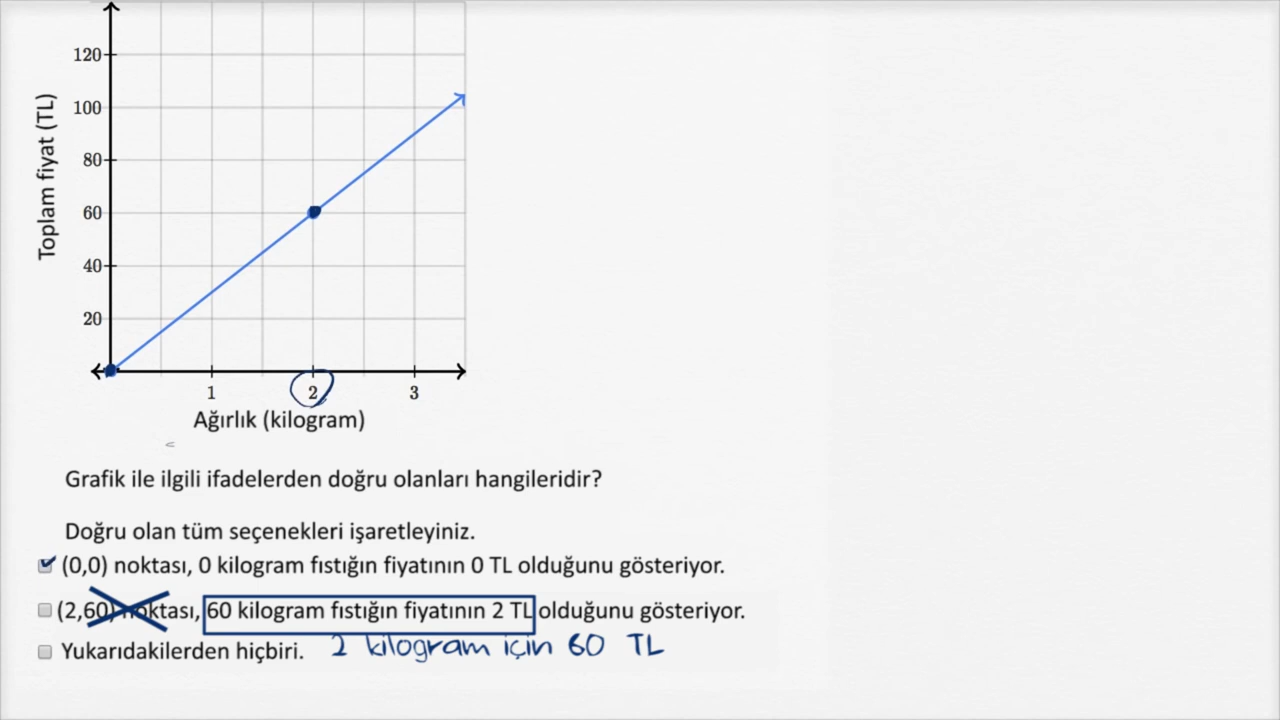 120
100
80
60
40
20
Toplam fiyat (TL)
1 2 3
Ağırlık (kilogram)
<
Grafik ile ilgili ifadelerden doğru olanları hangileridir?
Doğru olan tüm seçenekleri işaretleyiniz.
(0,0) noktası, 0 kilogram fıstığın fiyatının 0 TL olduğunu gösteriyor.
(2,60) noktası, 60 kilogram fıstığın fiyatının 2 TL olduğunu gösteriyor.
Yukarıdakilerden hiçbiri. 2 kilogram için 60 TL